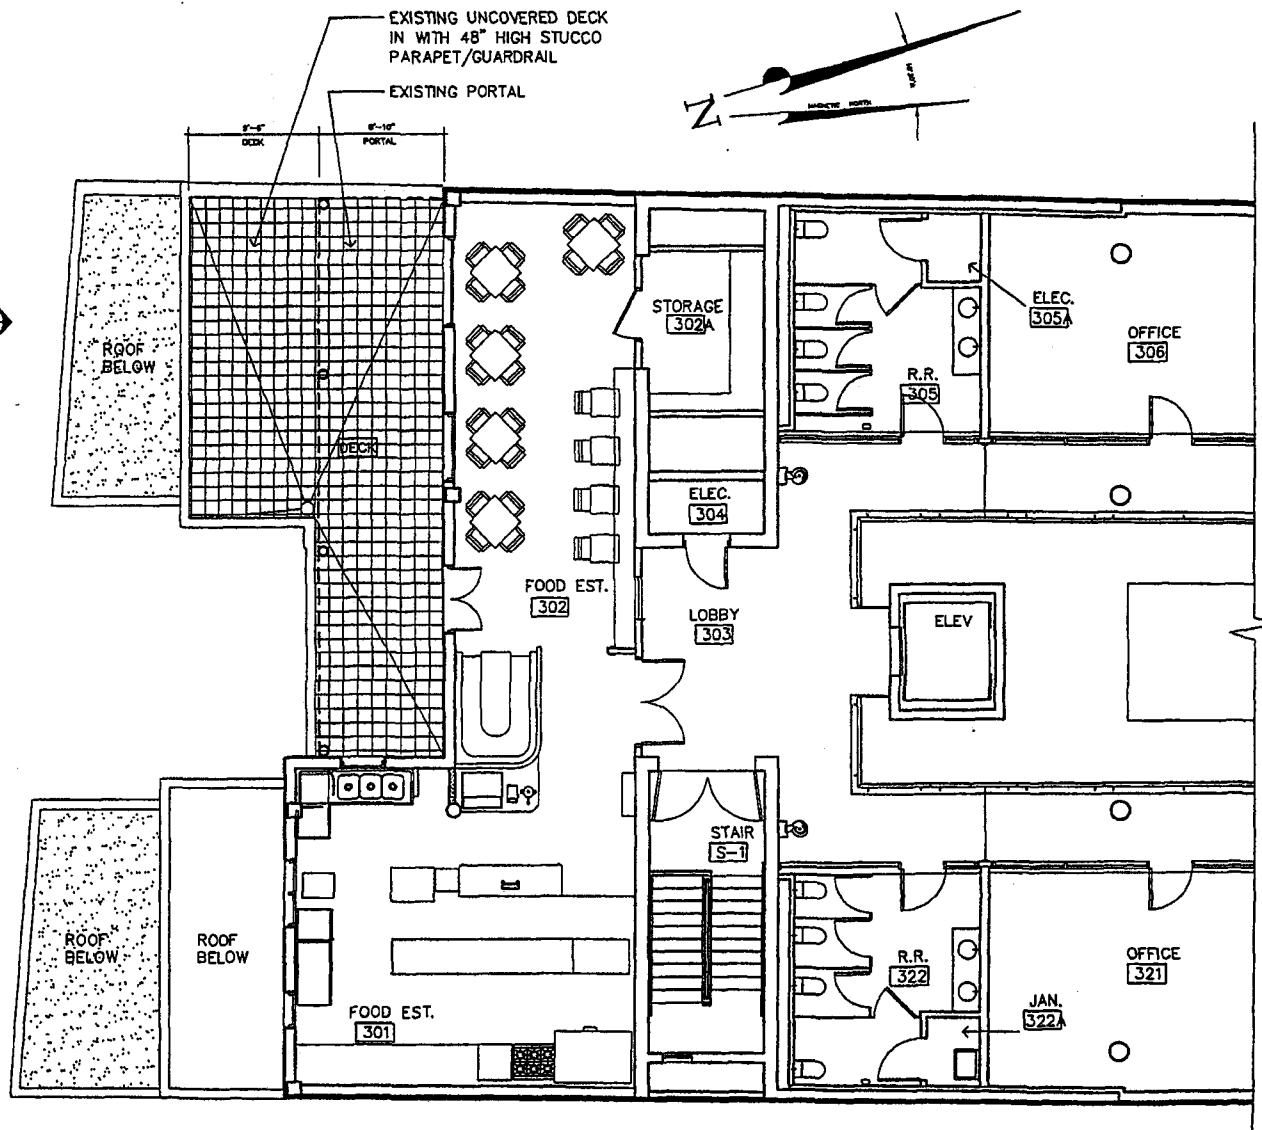 EXISTING UNCOVERED DECK
IN WITH 48" HIGH STUCCO
PARAPET/GUARDRAIL
EXISTING PORTAL
DECK
8'-10"
PORTAL
N
MAGNETIC NORTH
ROOF
BELOW
DECK
STORAGE
302A
ELEC.
305A
OFFICE
306
R.R.
305
ELEC.
304
FOOD EST.
302
LOBBY
303
ELEV
STAIR
S-1
ROOF
BELOW
ROOF
BELOW
R.R.
322
OFFICE
321
JAN.
322A
FOOD EST.
301